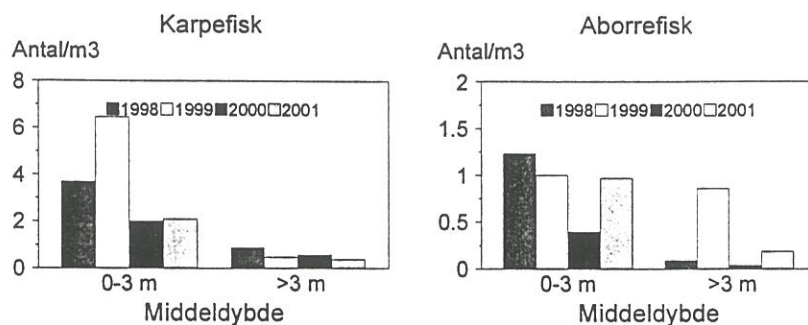 Karpefisk
Antal/m3
8
6
4
2
0
1998 1999 2000 2001
0-3 m >3 m
Middeldybde
Aborrefisk
Antal/m3
2
1.5
1
0.5
0
1998 1999 2000 2001
0-3 m >3 m
Middeldybde